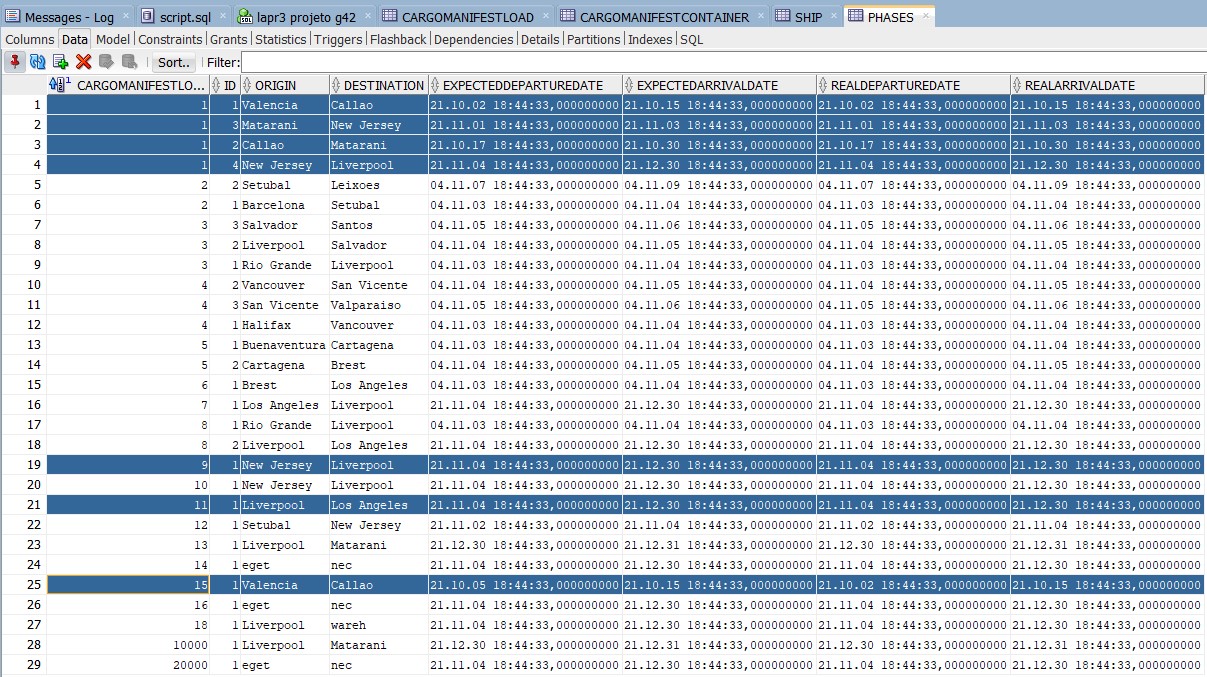 Messages - Log × script.sql × lapr3 projeto g42 × CARGOMANIFESTLOAD × CARGOMANIFESTCONTAINER × SHIP × PHASES ×
Columns Data Model | Constraints | Grants | Statistics | Triggers | Flashback | Dependencies | Details | Partitions | Indexes | SQL
Sort.. Filter:
CARGOMANIFESTLO... ID ORIGIN DESTINATION EXPECTEDDEPARTUREDATE EXPECTEDARRIVALDATE REALDEPARTUREDATE REALARRIVALDATE
1 1 1 Valencia Callao 21.10.02 18:44:33,000000000 21.10.15 18:44:33,000000000 21.10.02 18:44:33,000000000 21.10.15 18:44:33,000000000
2 1 3 Matarani New Jersey 21.11.01 18:44:33,000000000 21.11.03 18:44:33,000000000 21.11.01 18:44:33,000000000 21.11.03 18:44:33,000000000
3 1 2 Callao Matarani 21.10.17 18:44:33,000000000 21.10.30 18:44:33,000000000 21.10.17 18:44:33,000000000 21.10.30 18:44:33,000000000
4 1 4 New Jersey Liverpool 21.11.04 18:44:33,000000000 21.12.30 18:44:33,000000000 21.11.04 18:44:33,000000000 21.12.30 18:44:33,000000000
5 2 2 Setubal Leixoes 04.11.07 18:44:33,000000000 04.11.09 18:44:33,000000000 04.11.07 18:44:33,000000000 04.11.09 18:44:33,000000000
6 2 1 Barcelona Setubal 04.11.03 18:44:33,000000000 04.11.04 18:44:33,000000000 04.11.03 18:44:33,000000000 04.11.04 18:44:33,000000000
7 3 3 Salvador Santos 04.11.05 18:44:33,000000000 04.11.06 18:44:33,000000000 04.11.05 18:44:33,000000000 04.11.06 18:44:33,000000000
8 3 2 Liverpool Salvador 04.11.04 18:44:33,000000000 04.11.05 18:44:33,000000000 04.11.04 18:44:33,000000000 04.11.05 18:44:33,000000000
9 3 1 Rio Grande Liverpool 04.11.03 18:44:33,000000000 04.11.04 18:44:33,000000000 04.11.03 18:44:33,000000000 04.11.04 18:44:33,000000000
10 4 2 Vancouver San Vicente 04.11.04 18:44:33,000000000 04.11.05 18:44:33,000000000 04.11.04 18:44:33,000000000 04.11.05 18:44:33,000000000
11 4 3 San Vicente Valparaiso 04.11.05 18:44:33,000000000 04.11.06 18:44:33,000000000 04.11.05 18:44:33,000000000 04.11.06 18:44:33,000000000
12 4 1 Halifax Vancouver 04.11.03 18:44:33,000000000 04.11.04 18:44:33,000000000 04.11.03 18:44:33,000000000 04.11.04 18:44:33,000000000
13 5 1 Buenaventura Cartagena 04.11.03 18:44:33,000000000 04.11.04 18:44:33,000000000 04.11.03 18:44:33,000000000 04.11.04 18:44:33,000000000
14 5 2 Cartagena Brest 04.11.04 18:44:33,000000000 04.11.05 18:44:33,000000000 04.11.04 18:44:33,000000000 04.11.05 18:44:33,000000000
15 6 1 Brest Los Angeles 04.11.03 18:44:33,000000000 04.11.04 18:44:33,000000000 04.11.03 18:44:33,000000000 04.11.04 18:44:33,000000000
16 7 1 Los Angeles Liverpool 21.11.04 18:44:33,000000000 21.12.30 18:44:33,000000000 21.11.04 18:44:33,000000000 21.12.30 18:44:33,000000000
17 8 1 Rio Grande Liverpool 04.11.03 18:44:33,000000000 04.11.04 18:44:33,000000000 04.11.03 18:44:33,000000000 04.11.04 18:44:33,000000000
18 8 2 Liverpool Los Angeles 21.11.04 18:44:33,000000000 21.12.30 18:44:33,000000000 21.11.04 18:44:33,000000000 21.12.30 18:44:33,000000000
19 9 1 New Jersey Liverpool 21.11.04 18:44:33,000000000 21.12.30 18:44:33,000000000 21.11.04 18:44:33,000000000 21.12.30 18:44:33,000000000
20 10 1 New Jersey Liverpool 21.11.04 18:44:33,000000000 21.12.30 18:44:33,000000000 21.11.04 18:44:33,000000000 21.12.30 18:44:33,000000000
21 11 1 Liverpool Los Angeles 21.11.04 18:44:33,000000000 21.12.30 18:44:33,000000000 21.11.04 18:44:33,000000000 21.12.30 18:44:33,000000000
22 12 1 Setubal New Jersey 21.11.02 18:44:33,000000000 21.11.04 18:44:33,000000000 21.11.02 18:44:33,000000000 21.11.04 18:44:33,000000000
23 13 1 Liverpool Matarani 21.12.30 18:44:33,000000000 21.12.31 18:44:33,000000000 21.12.30 18:44:33,000000000 21.12.31 18:44:33,000000000
24 14 1 eget nec 21.11.04 18:44:33,000000000 21.12.30 18:44:33,000000000 21.11.04 18:44:33,000000000 21.12.30 18:44:33,000000000
25 15 1 Valencia Callao 21.10.05 18:44:33,000000000 21.10.15 18:44:33,000000000 21.10.02 18:44:33,000000000 21.10.15 18:44:33,000000000
26 16 1 eget nec 21.11.04 18:44:33,000000000 21.12.30 18:44:33,000000000 21.11.04 18:44:33,000000000 21.12.30 18:44:33,000000000
27 18 1 Liverpool wareh 21.11.04 18:44:33,000000000 21.12.30 18:44:33,000000000 21.11.04 18:44:33,000000000 21.12.30 18:44:33,000000000
28 10000 1 Liverpool Matarani 21.12.30 18:44:33,000000000 21.12.31 18:44:33,000000000 21.12.30 18:44:33,000000000 21.12.31 18:44:33,000000000
29 20000 1 eget nec 21.11.04 18:44:33,000000000 21.12.30 18:44:33,000000000 21.11.04 18:44:33,000000000 21.12.30 18:44:33,000000000